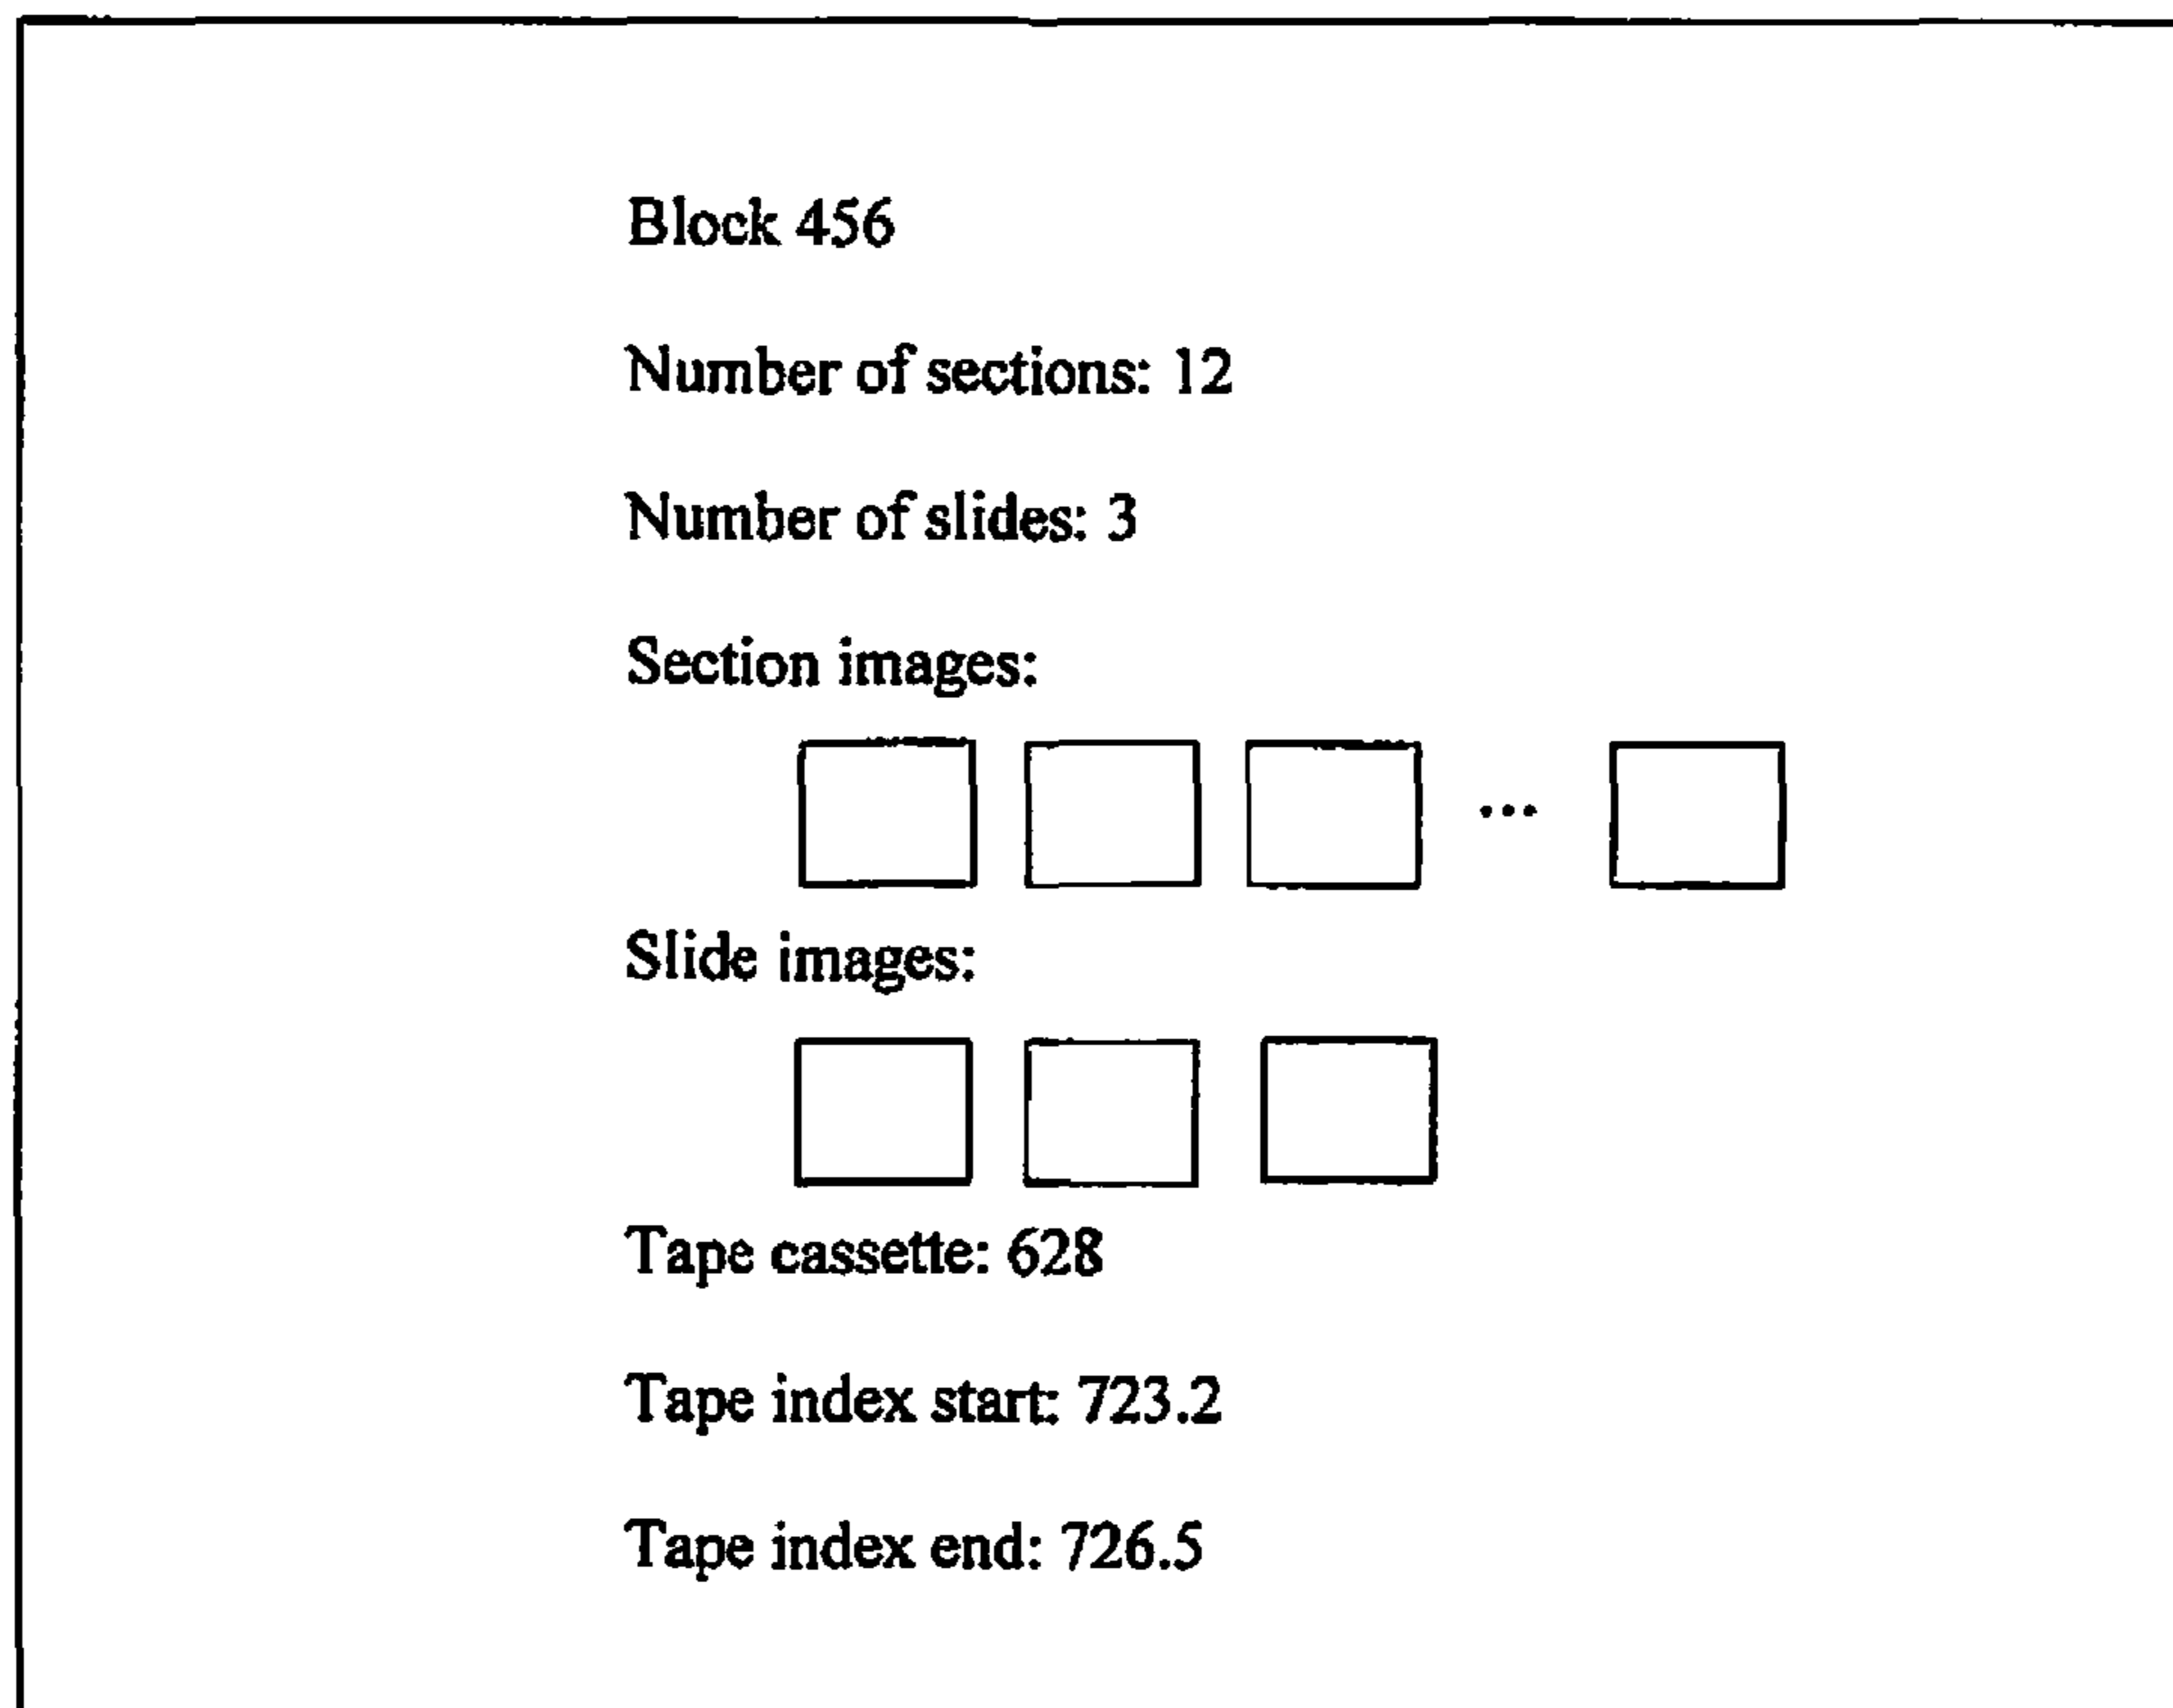 Block 456
Number of sections: 12
Number of slides: 3
Section images:
...
Slide images:
Tape cassette: 628
Tape index start: 723.2
Tape index end: 726.5